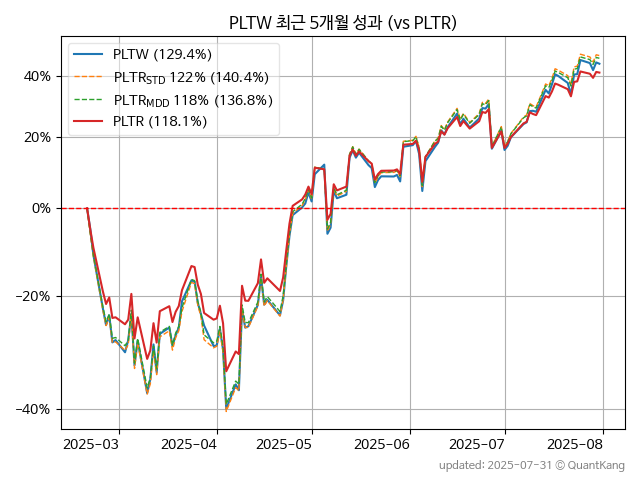 PLTW 최근 5개월 성과 (vs PLTR)
PLTW (129.4%)
PLTR_STD 122% (140.4%)
PLTR_MDD 118% (136.8%)
PLTR (118.1%)
40%
20%
0%
−20%
−40%
2025-03 2025-04 2025-05 2025-06 2025-07 2025-08
updated: 2025-07-31 © QuantKang